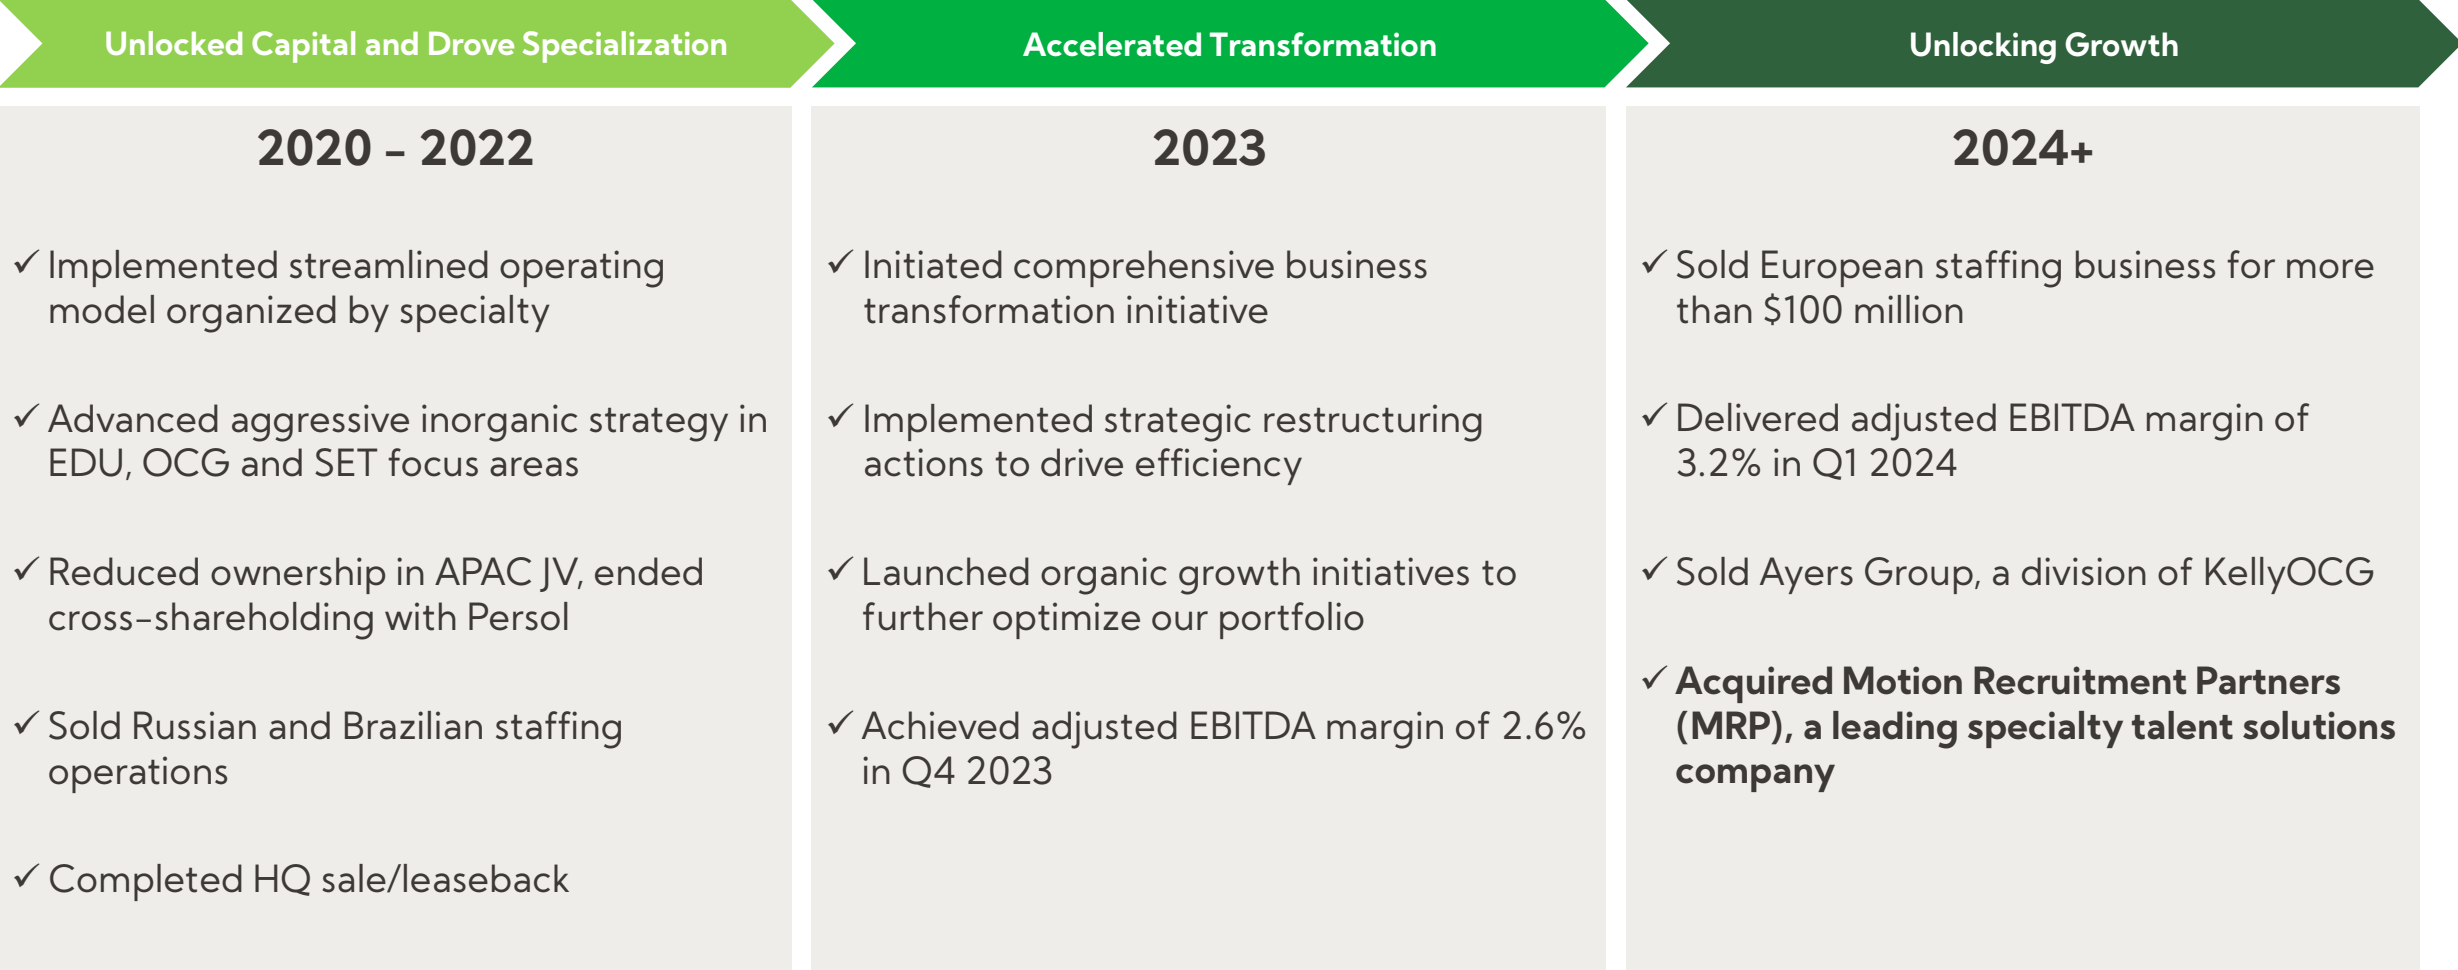 Unlocked Capital and Drove Specialization
Accelerated Transformation
Unlocking Growth
2020 – 2022
✓ Implemented streamlined operating
model organized by specialty
✓ Advanced aggressive inorganic strategy in
EDU, OCG and SET focus areas
✓ Reduced ownership in APAC JV, ended
cross-shareholding with Persol
✓ Sold Russian and Brazilian staffing
operations
✓ Completed HQ sale/leaseback
2023
✓ Initiated comprehensive business
transformation initiative
✓ Implemented strategic restructuring
actions to drive efficiency
✓ Launched organic growth initiatives to
further optimize our portfolio
✓ Achieved adjusted EBITDA margin of 2.6%
in Q4 2023
2024+
✓ Sold European staffing business for more
than $100 million
✓ Delivered adjusted EBITDA margin of
3.2% in Q1 2024
✓ Sold Ayers Group, a division of KellyOCG
✓ Acquired Motion Recruitment Partners
(MRP), a leading specialty talent solutions
company